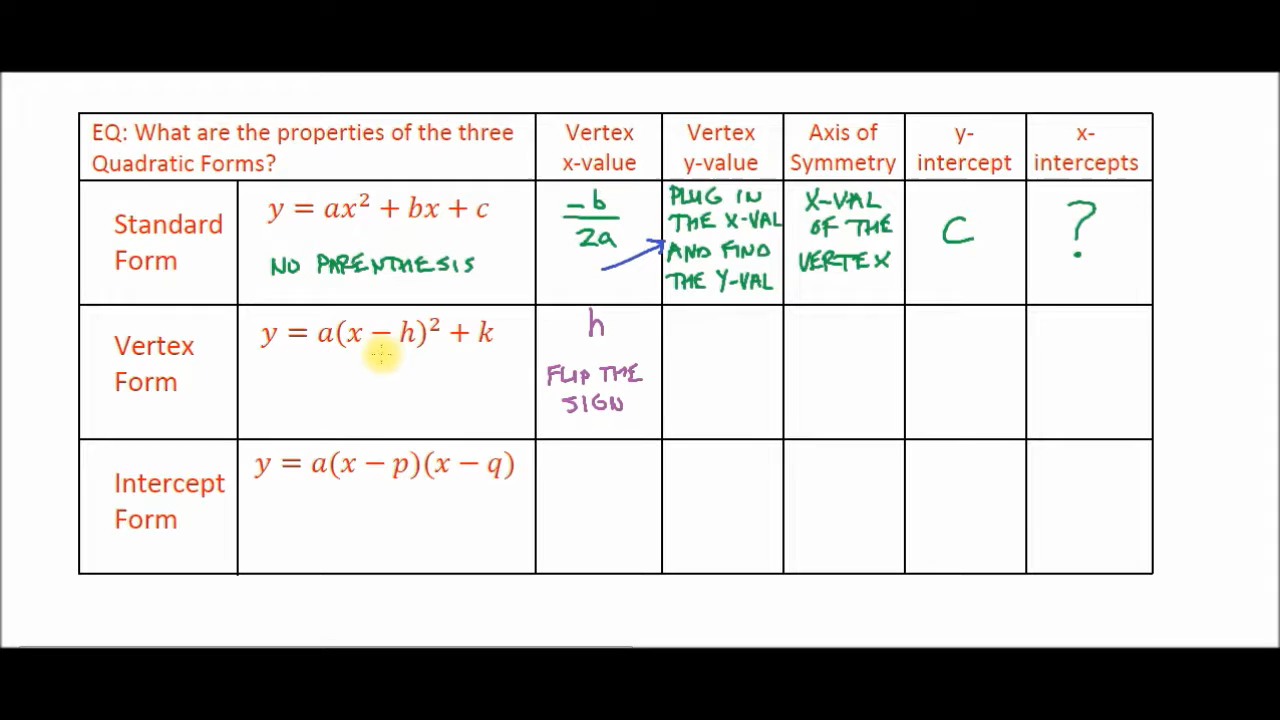 EQ: What are the properties of the three
Quadratic Forms?
Vertex
x-value
Vertex
y-value
Axis of
Symmetry
y-
intercept
x-
intercepts
Standard
Form
y = ax² + bx + c
NO PARENTHESIS
-b
2a
PLUG IN
THE X-VAL
AND FIND
THE Y-VAL
X-VAL
OF THE
VERTEX
C
?
Vertex
Form
y = a(x − h)² + k
h
FLIP THE
SIGN
Intercept
Form
y = a(x − p)(x − q)